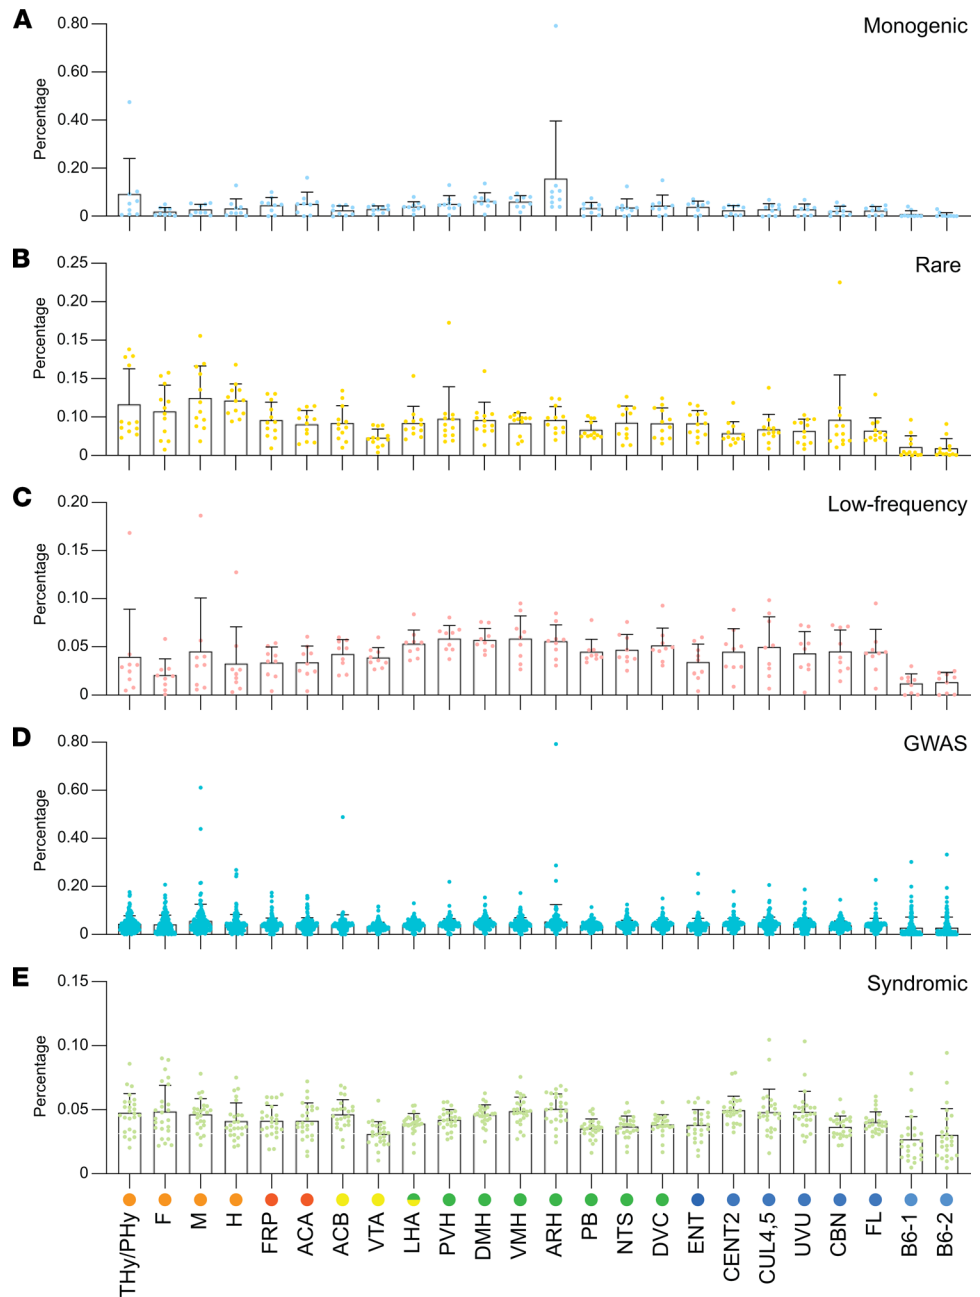 A
Monogenic
Percentage
0.80
0.60
0.40
0.20
0
B
Rare
Percentage
0.25
0.20
0.15
0.15
0.10
0
C
Low-frequency
Percentage
0.20
0.15
0.10
0.05
0
D
GWAS
Percentage
0.80
0.60
0.40
0.20
0
E
Syndromic
Percentage
0.15
0.10
0.05
0
THy/PHy
F
M
H
FRP
ACA
ACB
VTA
LHA
PVH
DMH
VMH
ARH
PB
NTS
DVC
ENT
CENT2
CUL4,5
UVU
CBN
FL
B6-1
B6-2